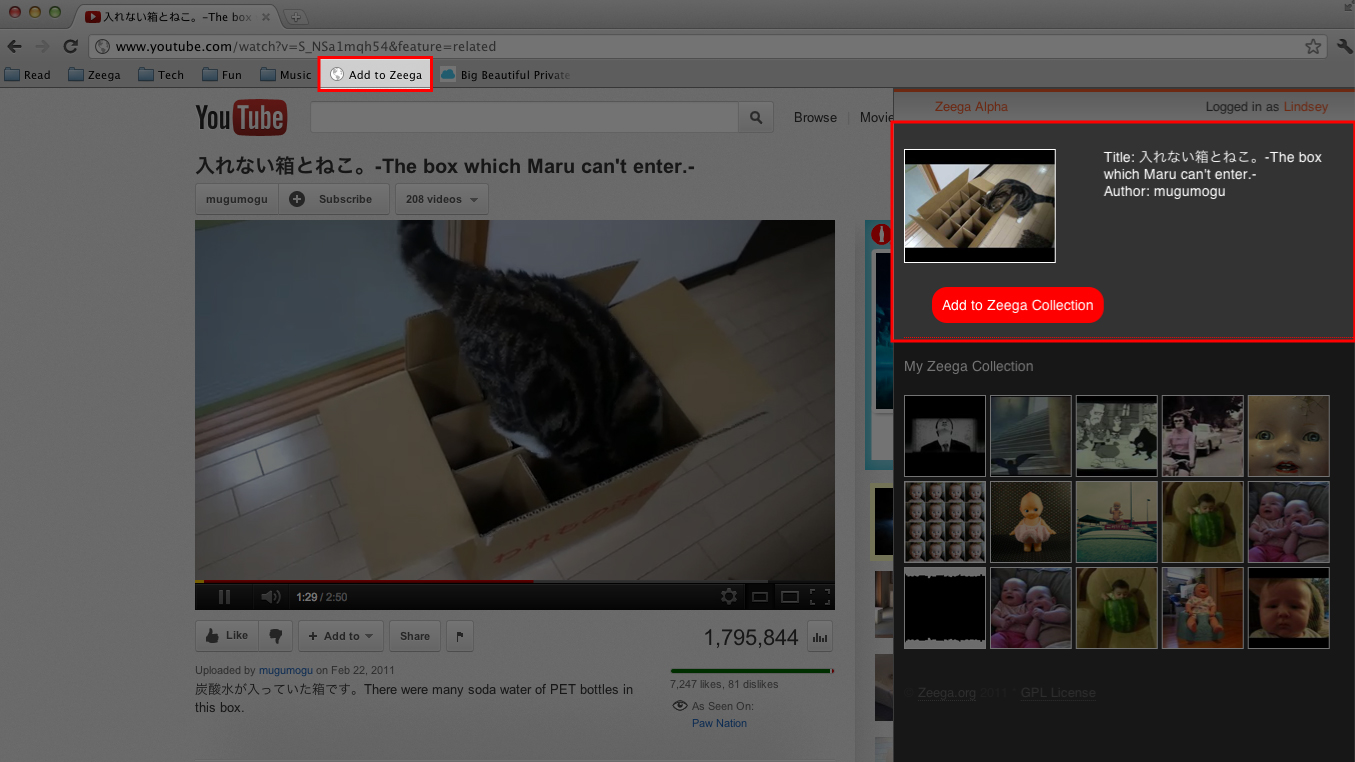 入れない箱とねこ。-The box
www.youtube.com/watch?v=S_NSa1mqh54&feature=related
Read Zeega Tech Fun Music Add to Zeega Big Beautiful Private
YouTube
Browse Movie
入れない箱とねこ。-The box which Maru can't enter.-
mugumogu Subscribe 208 videos
1:29 / 2:50
Like + Add to Share 1,795,844
Uploaded by mugumogu on Feb 22, 2011
炭酸水が入っていた箱です。There were many soda water of PET bottles in
this box.
7,247 likes, 81 dislikes
As Seen On:
Paw Nation
Zeega Alpha Logged in as Lindsey
Title: 入れない箱とねこ。-The box
which Maru can't enter.-
Author: mugumogu
Add to Zeega Collection
My Zeega Collection
© Zeega.org 2011 * GPL License